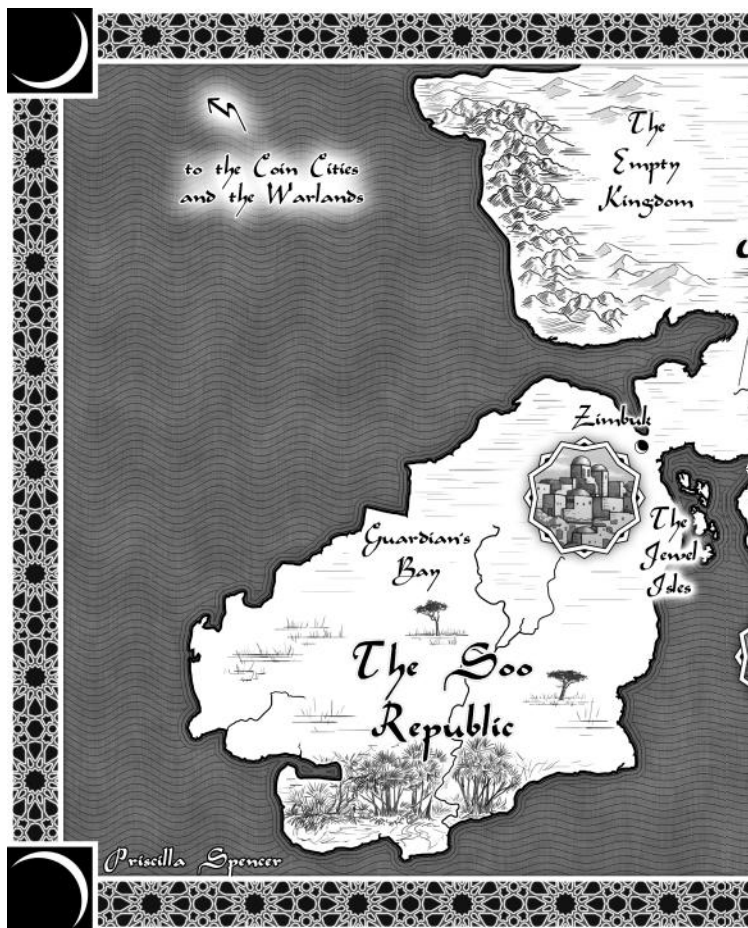 to the Coin Cities
and the Warlands
The
Empty
Kingdom
Zimbuk
Guardian's
Bay
The
Jewel
Isles
The Soo
Republic
Priscilla Spencer